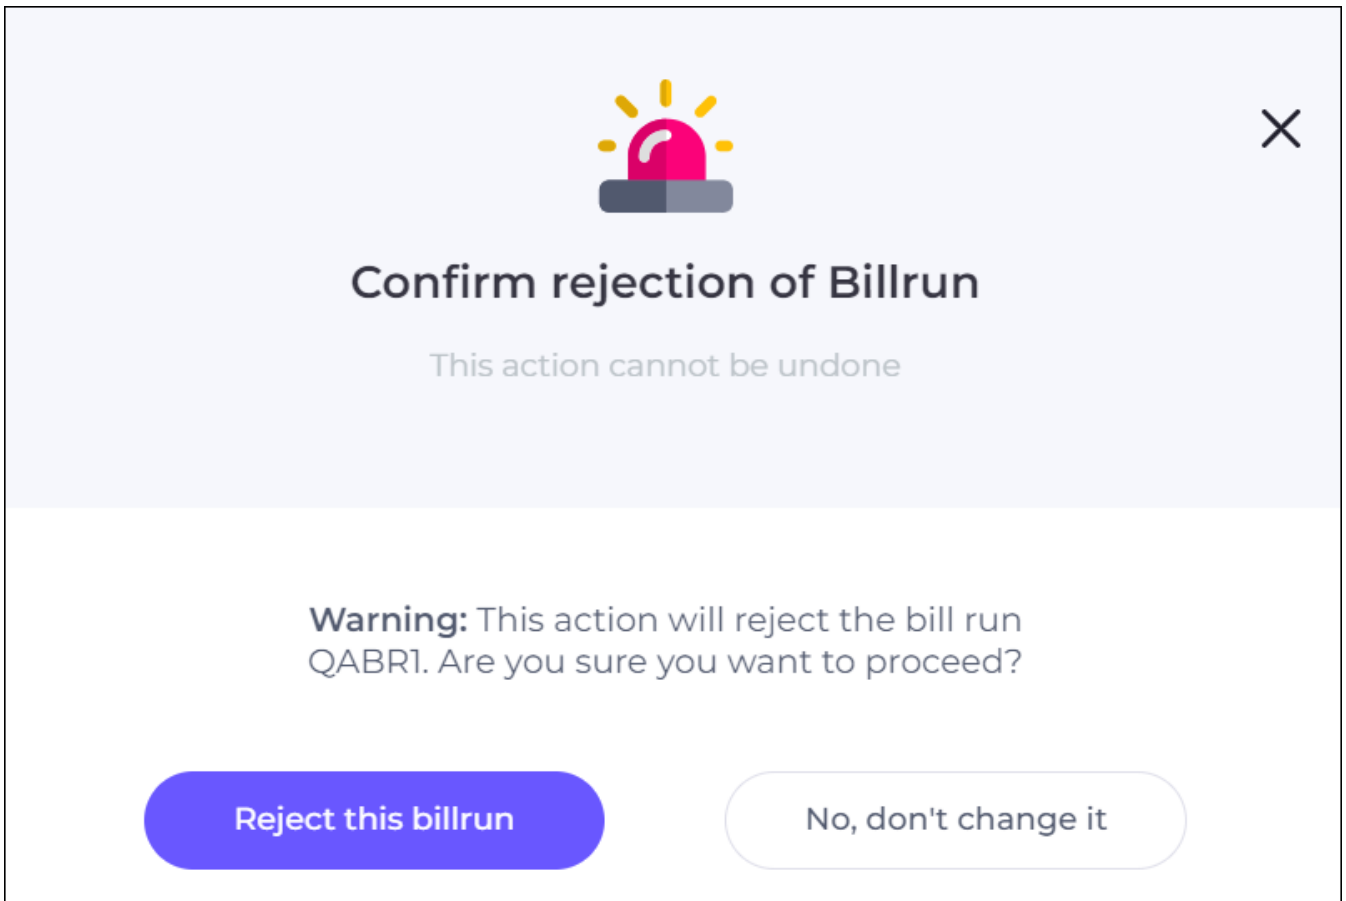 Confirm rejection of Billrun
This action cannot be undone
Warning: This action will reject the bill run
QABR1. Are you sure you want to proceed?
Reject this billrun
No, don't change it